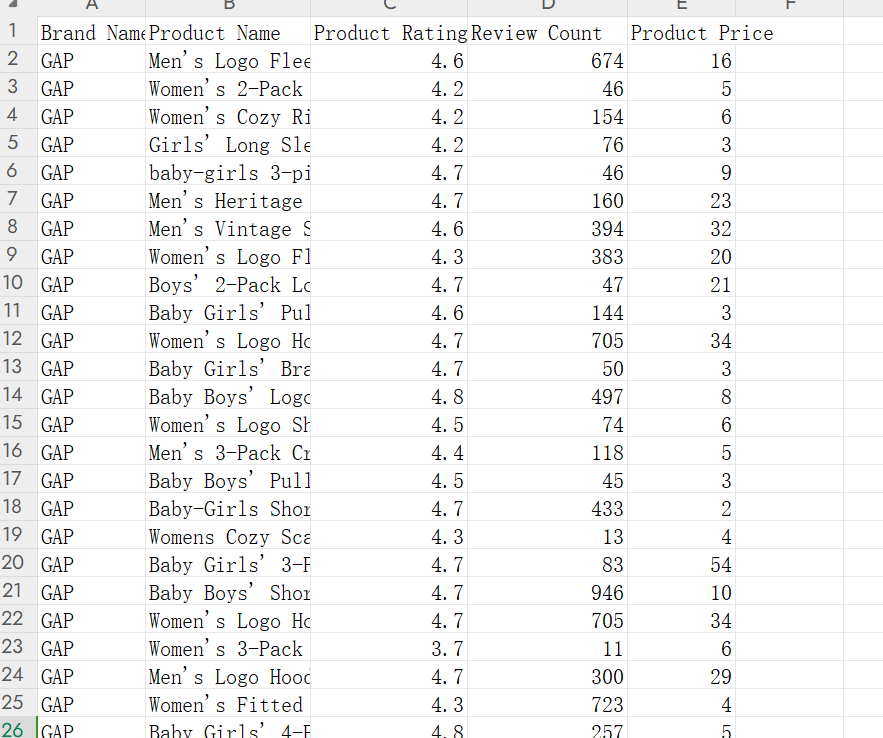 A B C D E F
1 Brand Name Product Name Product Rating Review Count Product Price
2 GAP Men's Logo Flee 4.6 674 16
3 GAP Women's 2-Pack 4.2 46 5
4 GAP Women's Cozy Ri 4.2 154 6
5 GAP Girls' Long Sle 4.2 76 3
6 GAP baby-girls 3-pi 4.7 46 9
7 GAP Men's Heritage 4.7 160 23
8 GAP Men's Vintage S 4.6 394 32
9 GAP Women's Logo Fl 4.3 383 20
10 GAP Boys' 2-Pack Lo 4.7 47 21
11 GAP Baby Girls' Pul 4.6 144 3
12 GAP Women's Logo Ho 4.7 705 34
13 GAP Baby Girls' Bra 4.7 50 3
14 GAP Baby Boys' Logo 4.8 497 8
15 GAP Women's Logo Sh 4.5 74 6
16 GAP Men's 3-Pack Cr 4.4 118 5
17 GAP Baby Boys' Pull 4.5 45 3
18 GAP Baby-Girls Shor 4.7 433 2
19 GAP Womens Cozy Sca 4.3 13 4
20 GAP Baby Girls' 3-P 4.7 83 54
21 GAP Baby Boys' Shor 4.7 946 10
22 GAP Women's Logo Ho 4.7 705 34
23 GAP Women's 3-Pack 3.7 11 6
24 GAP Men's Logo Hood 4.7 300 29
25 GAP Women's Fitted 4.3 723 4
26 GAP Baby Girls' 4-P 4.8 257 5